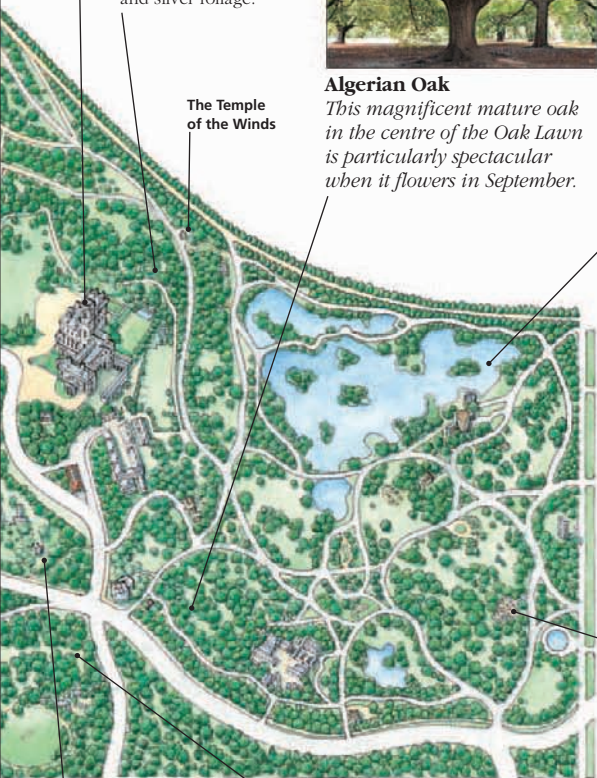 and silver foliage.
The Temple
of the Winds
Algerian Oak
This magnificent mature oak
in the centre of the Oak Lawn
is particularly spectacular
when it flowers in September.